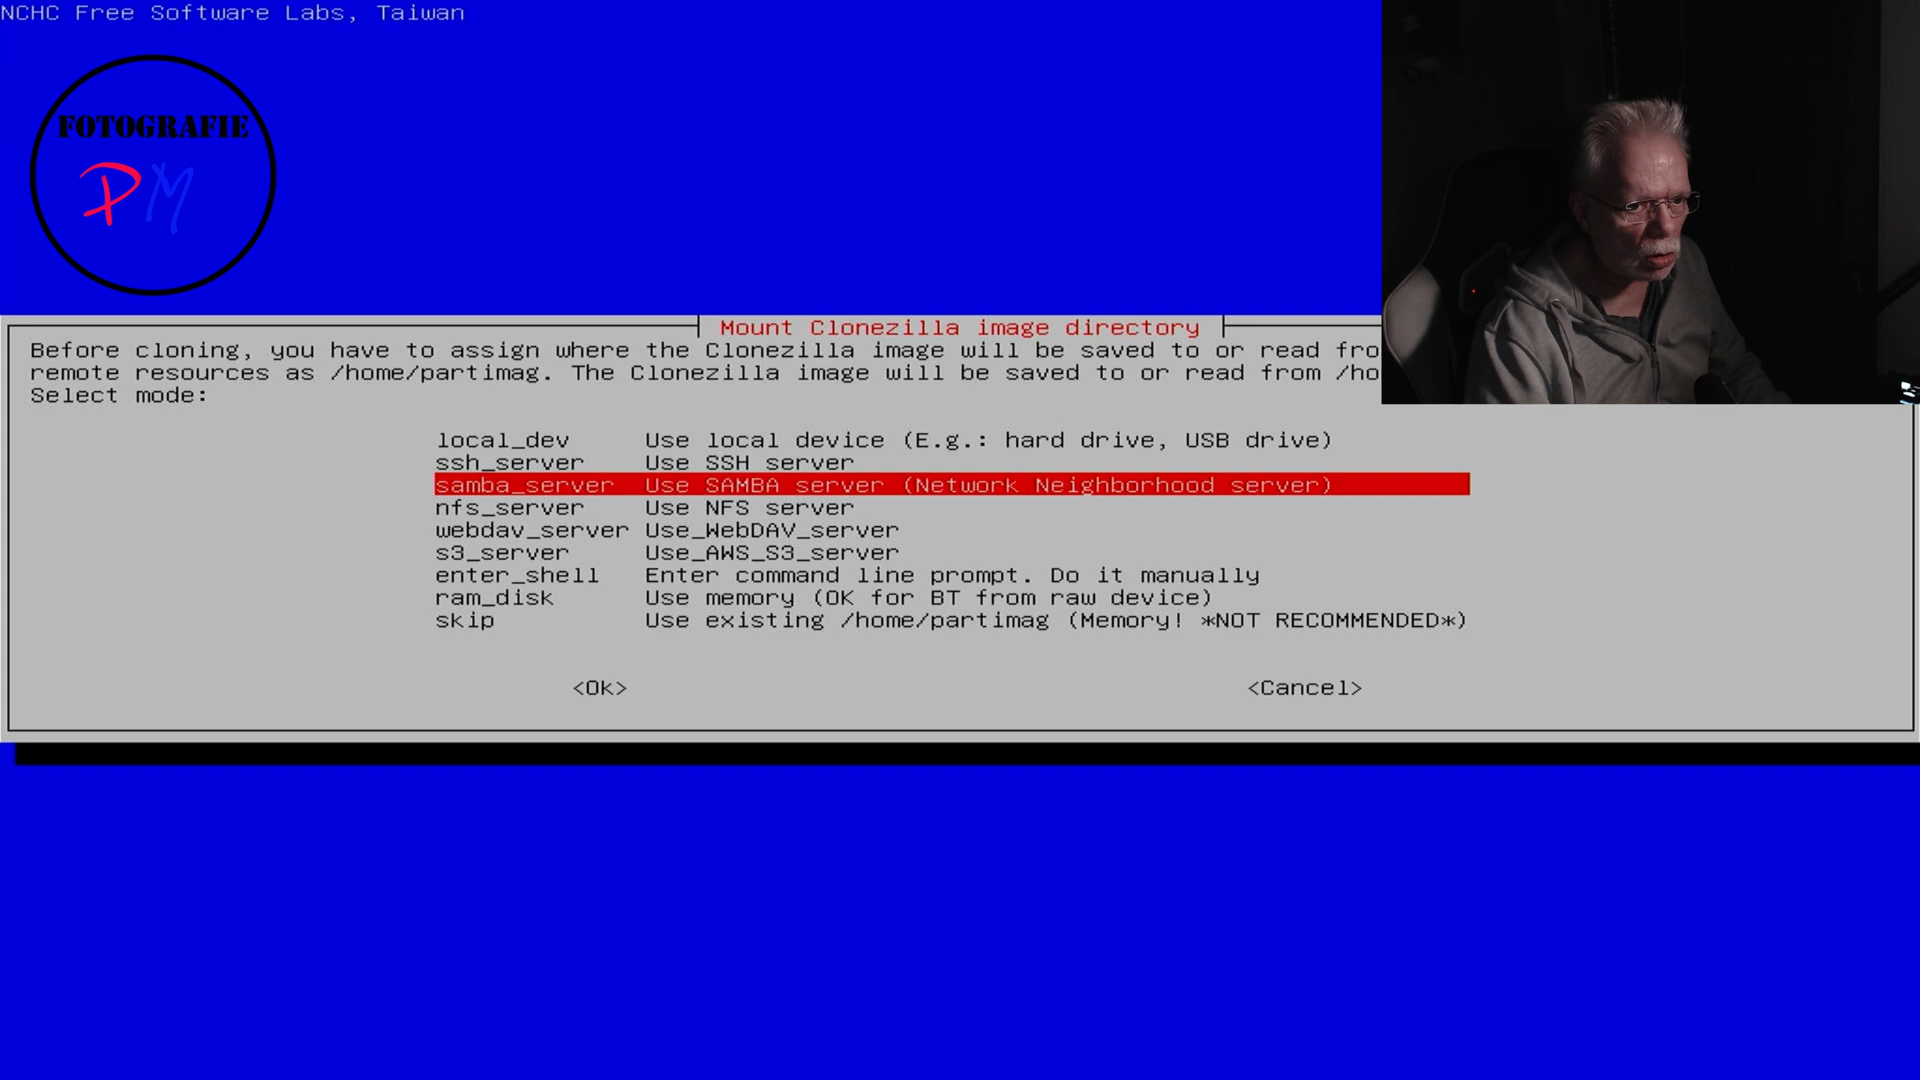 NCHC Free Software Labs, Taiwan
FOTOGRAFIE
PM
Mount Clonezilla image directory
Before cloning, you have to assign where the Clonezilla image will be saved to or read fro
remote resources as /home/partimag. The Clonezilla image will be saved to or read from /ho
Select mode:
local_dev Use local device (E.g.: hard drive, USB drive)
ssh_server Use SSH server
samba_server Use SAMBA server (Network Neighborhood server)
nfs_server Use NFS server
webdav_server Use_WebDAV_server
s3_server Use_AWS_S3_server
enter_shell Enter command line prompt. Do it manually
ram_disk Use memory (OK for BT from raw device)
skip Use existing /home/partimag (Memory! *NOT RECOMMENDED*)
<Ok> <Cancel>